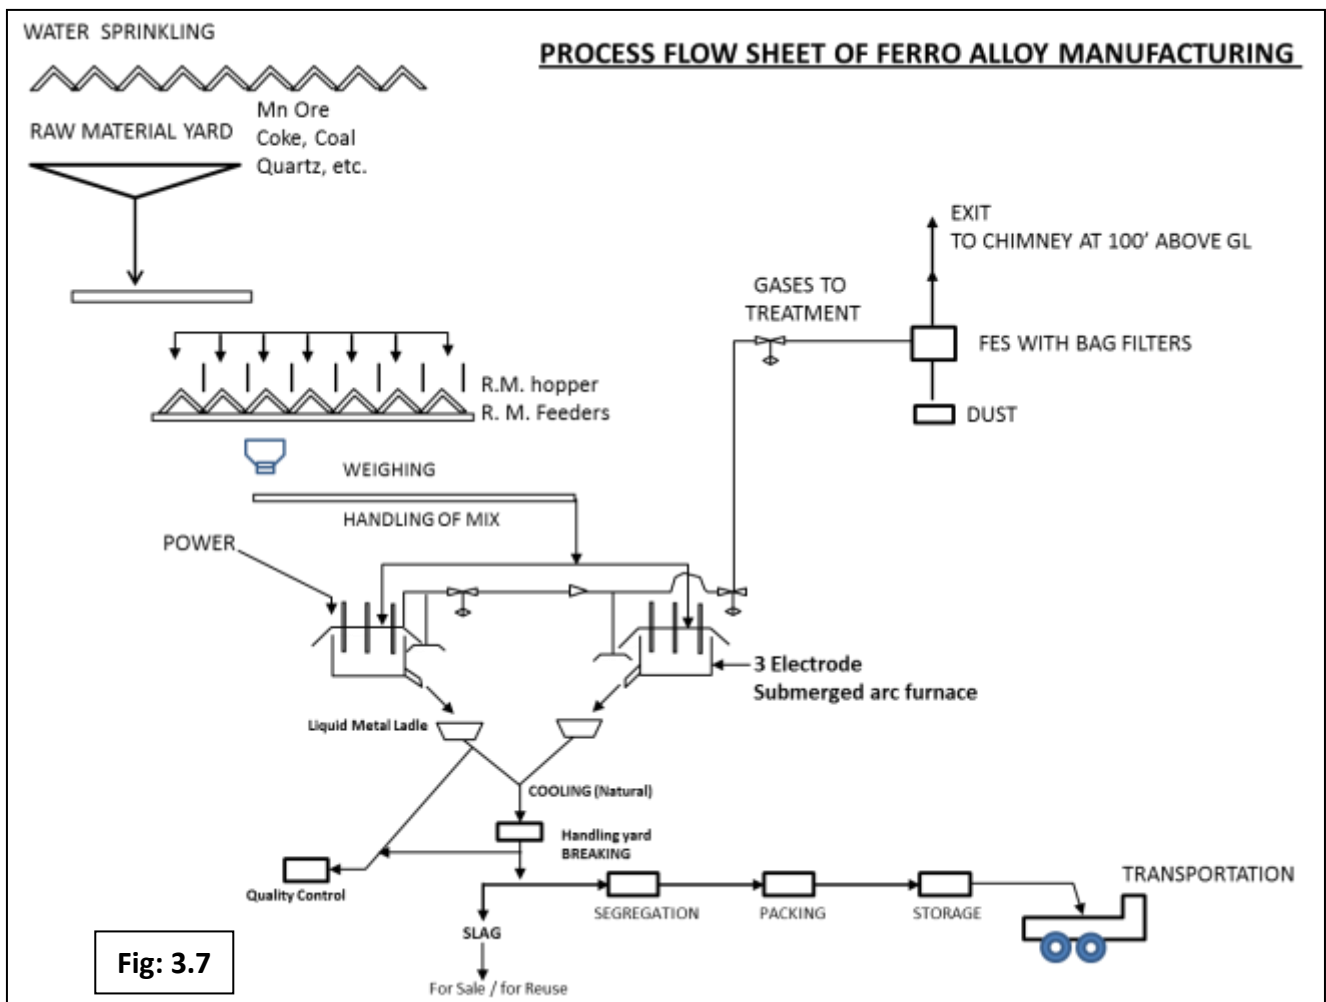 WATER SPRINKLING
PROCESS FLOW SHEET OF FERRO ALLOY MANUFACTURING
Mn Ore
Coke, Coal
Quartz, etc.
RAW MATERIAL YARD
EXIT
TO CHIMNEY AT 100' ABOVE GL
GASES TO
TREATMENT
FES WITH BAG FILTERS
DUST
R.M. hopper
R. M. Feeders
WEIGHING
HANDLING OF MIX
POWER
3 Electrode
Submerged arc furnace
Liquid Metal Ladle
COOLING (Natural)
Handling yard
BREAKING
Quality Control
SEGREGATION
PACKING
STORAGE
TRANSPORTATION
SLAG
For Sale / for Reuse
Fig: 3.7